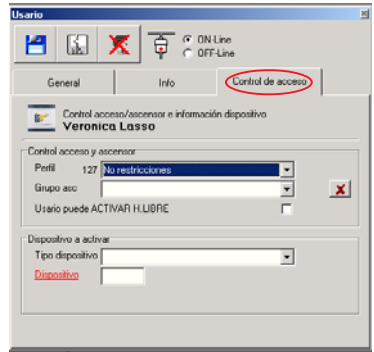 Usario
ON-Line
OFF-Line
General Info Control de acceso
Control acceso/ascensor e información dispositivo
Veronica Lasso
Control acceso y ascensor
Perfil 127 No restricciones
Grupo asc
Usario puede ACTIVAR H.LIBRE
Dispositivo a activar
Tipo dispositivo
Dispositivo